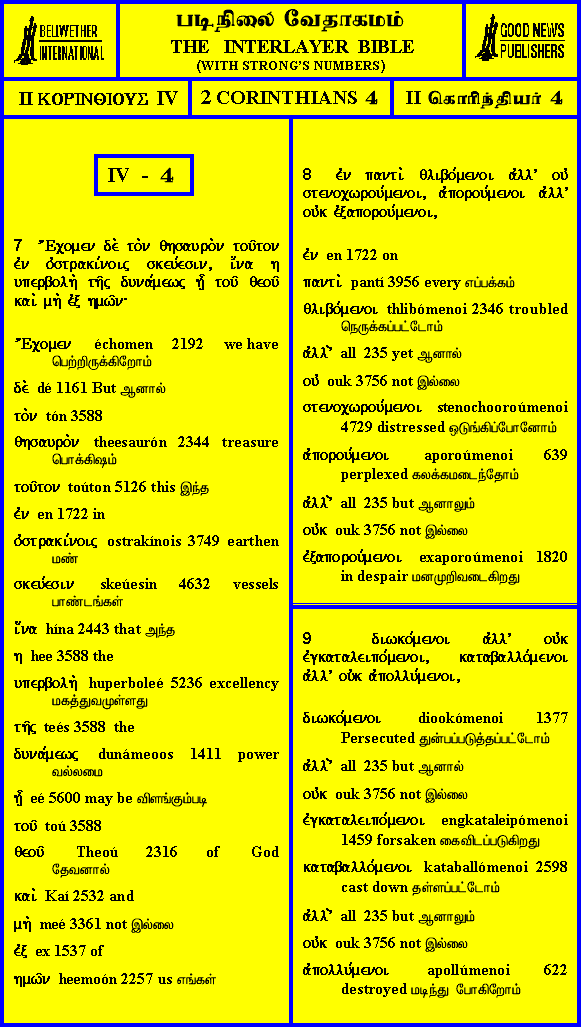 BELIWETHER
INTERNATIONAL
படிநிலை வேதாகமம்
THE INTERLAYER BIBLE
(WITH STRONG'S NUMBERS)
GOOD NEWS
PUBLISHERS
II ΚΟΡΙΝΘΙΟΥΣ IV
2 CORINTHIANS 4
II கொரிந்தியர் 4
IV - 4
7 Ἔχομεν δὲ τὸν θησαυρὸν τοῦτον
ἐν ὀστρακίνοις σκεύεσιν, ἵνα η
υπερβολὴ τῆς δυνάμεως ᾖ τοῦ θεοῦ
καὶ μὴ ἐξ ημῶν·
Ἔχομεν échomen 2192 we have
பெற்றிருக்கிறோம்
δὲ dé 1161 But ஆனால்
τὸν tón 3588
θησαυρὸν theesaurón 2344 treasure
பொக்கிஷம்
τοῦτον toúton 5126 this இந்த
ἐν en 1722 in
ὀστρακίνοις ostrakínois 3749 earthen
மண்
σκεύεσιν skeúesin 4632 vessels
பாண்டங்கள்
ἵνα hína 2443 that அந்த
η hee 3588 the
υπερβολὴ huperboleé 5236 excellency
மகத்துவமுள்ளது
τῆς teés 3588 the
δυνάμεως dunámeoos 1411 power
வல்லமை
ᾖ eé 5600 may be விளங்கும்படி
τοῦ toú 3588
θεοῦ Theoú 2316 of God
தேவனால்
καὶ Kaí 2532 and
μὴ meé 3361 not இல்லை
ἐξ ex 1537 of
ημῶν heemoón 2257 us எங்கள்
8 ἐν παντὶ θλιβόμενοι ἀλλ' οὐ
στενοχωρούμενοι, ἀπορούμενοι ἀλλ'
οὐκ ἐξαπορούμενοι,
ἐν en 1722 on
παντὶ pantí 3956 every எப்பக்கம்
θλιβόμενοι thlibómenoi 2346 troubled
நெருக்கப்பட்டோம்
ἀλλ' all 235 yet ஆனால்
οὐ ouk 3756 not இல்லை
στενοχωρούμενοι stenochooroúmenoi
4729 distressed ஒடுங்கிப்போனோம்
ἀπορούμενοι aporoúmenoi 639
perplexed கலக்கமடைந்தோம்
ἀλλ' all 235 but ஆனாலும்
οὐκ ouk 3756 not இல்லை
ἐξαπορούμενοι exaporoúmenoi 1820
in despair மனமுறிவடைகிறது
9 διωκόμενοι ἀλλ' οὐκ
ἐγκαταλειπόμενοι, καταβαλλόμενοι
ἀλλ' οὐκ ἀπολλύμενοι,
διωκόμενοι diookómenoi 1377
Persecuted துன்பப்படுத்தப்பட்டோம்
ἀλλ' all 235 but ஆனால்
οὐκ ouk 3756 not இல்லை
ἐγκαταλειπόμενοι engkataleipómenoi
1459 forsaken கைவிடப்படுகிறது
καταβαλλόμενοι kataballómenoi 2598
cast down தள்ளப்பட்டோம்
ἀλλ' all 235 but ஆனாலும்
οὐκ ouk 3756 not இல்லை
ἀπολλύμενοι apollúmenoi 622
destroyed மடிந்து போகிறோம்